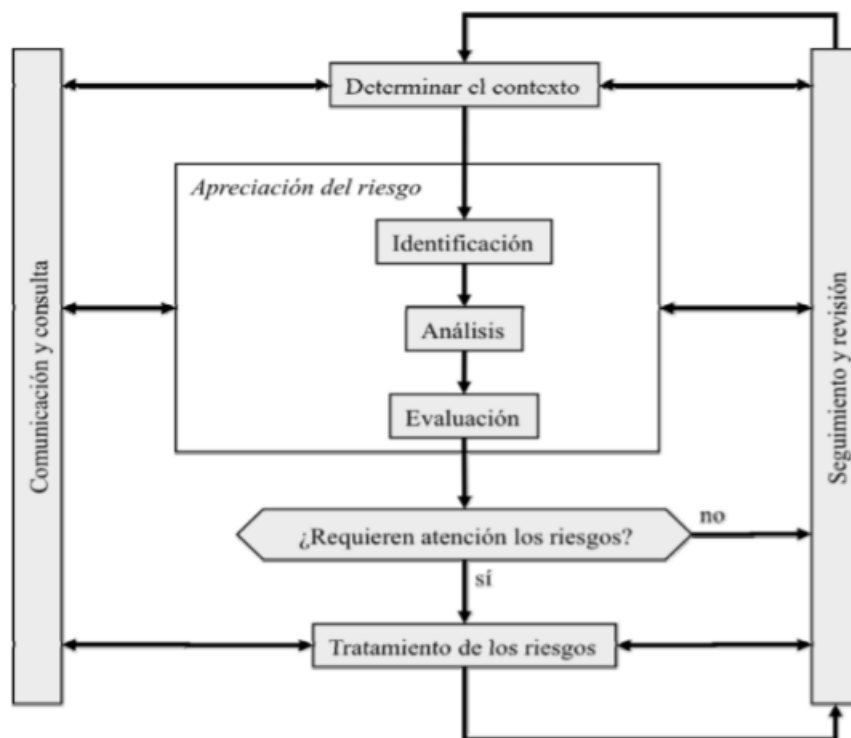 Determinar el contexto
Apreciación del riesgo
Identificación
Análisis
Evaluación
¿Requieren atención los riesgos?
no
sí
Tratamiento de los riesgos
Comunicación y consulta
Seguimiento y revisión